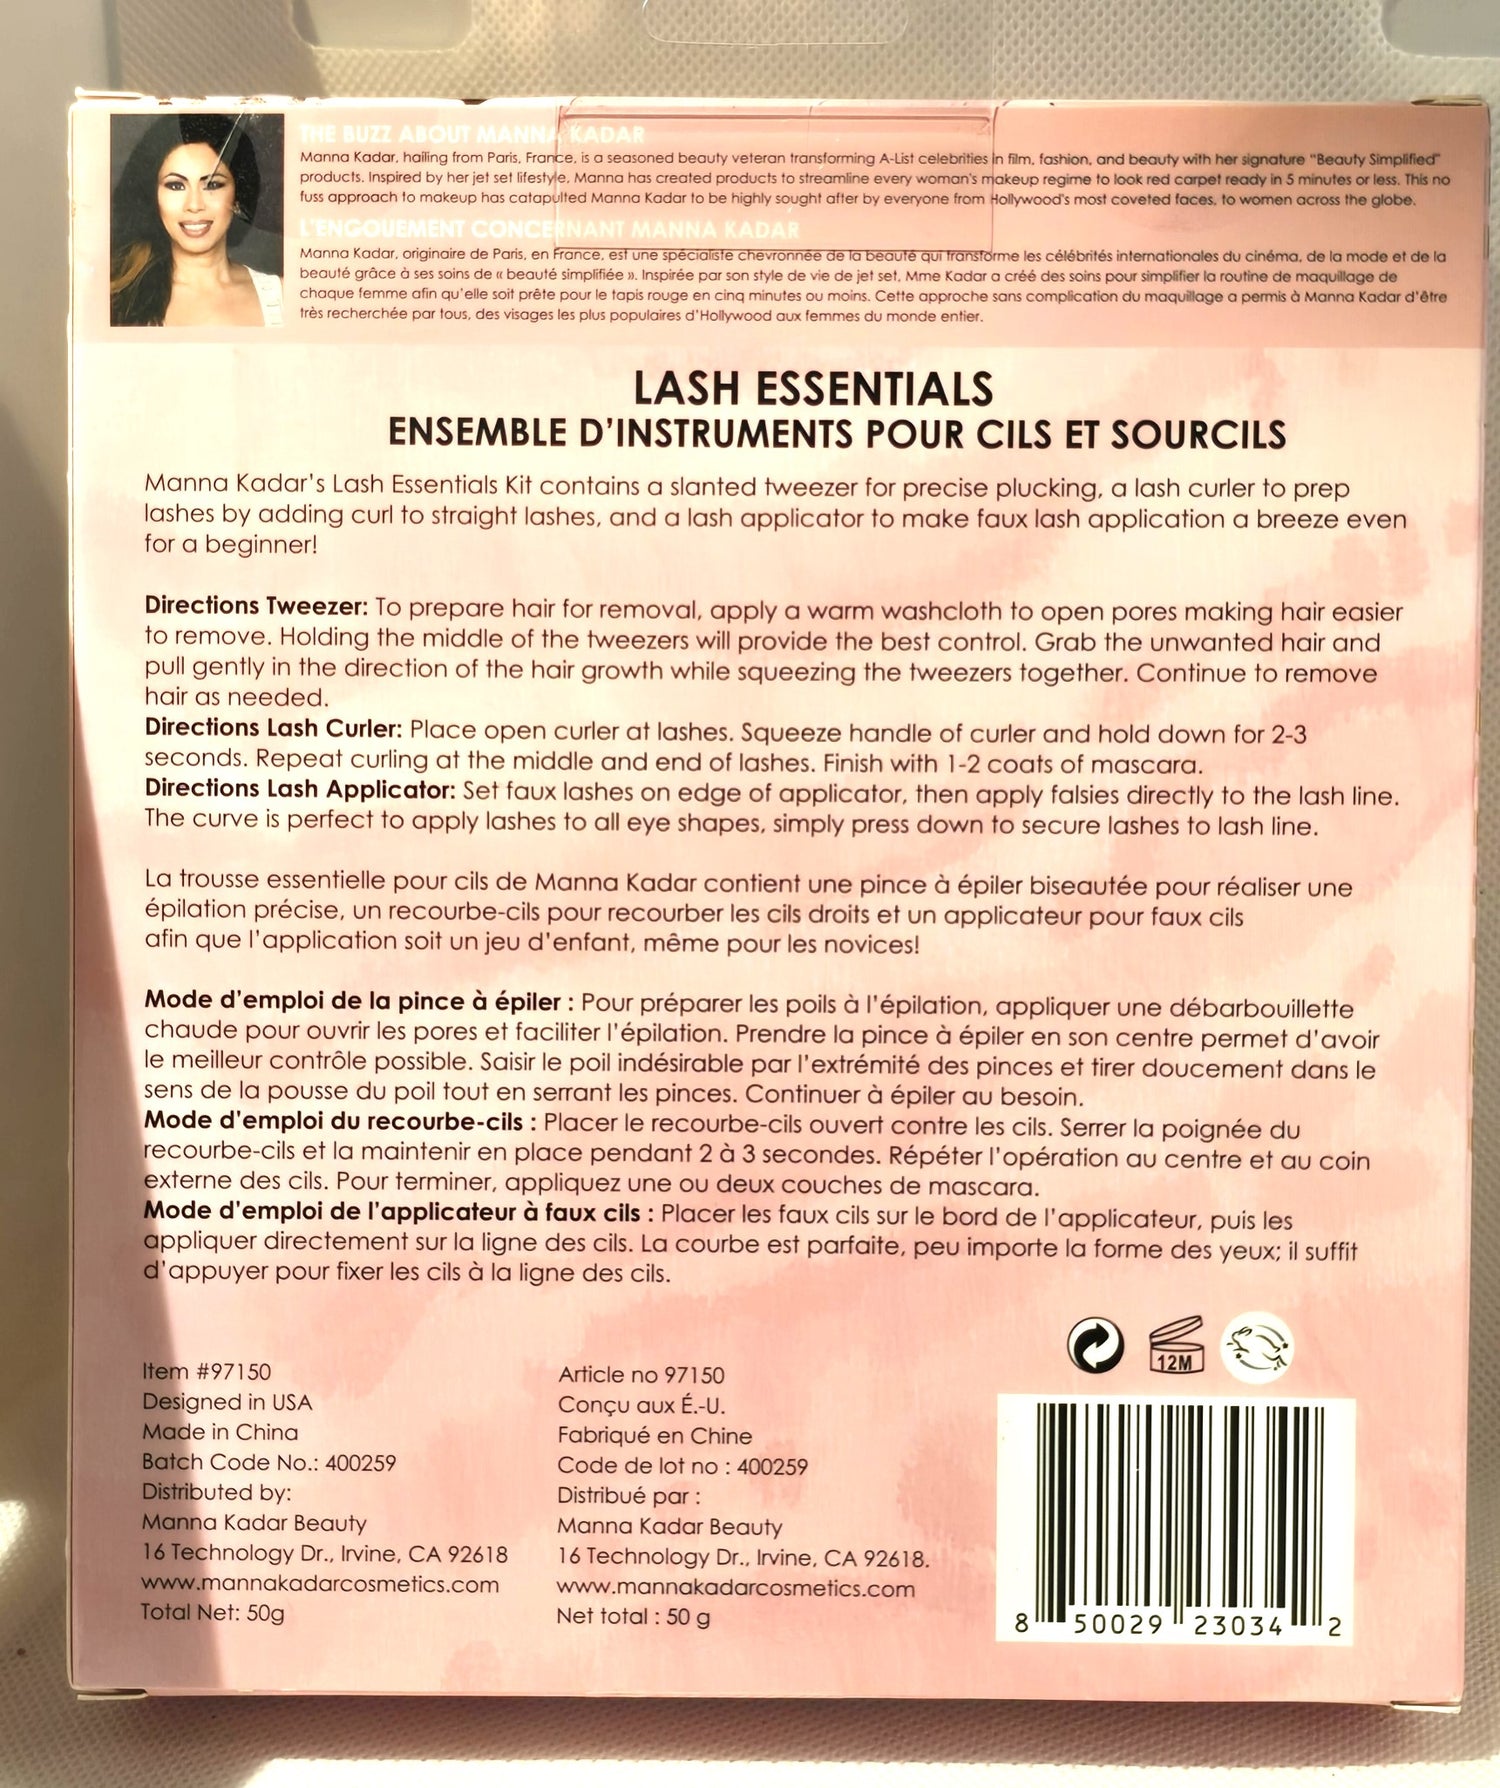 THE BUZZ ABOUT MANNA KADAR
Manna Kadar, hailing from Paris, France, is a seasoned beauty veteran transforming A-List celebrities in film, fashion, and beauty with her signature "Beauty Simplified"
products. Inspired by her jet set lifestyle, Manna has created products to streamline every woman's makeup regime to look red carpet ready in 5 minutes or less. This no
fuss approach to makeup has catapulted Manna Kadar to be highly sought after by everyone from Hollywood's most coveted faces, to women across the globe.
L'ENGOUEMENT CONCERNANT MANNA KADAR
Manna Kadar, originaire de Paris, en France, est une spécialiste chevronnée de la beauté qui transforme les célébrités internationales du cinéma, de la mode et de la
beauté grâce à ses soins de « beauté simplifiée ». Inspirée par son style de vie de jet set, Mme Kadar a créé des soins pour simplifier la routine de maquillage de
chaque femme afin qu'elle soit prête pour le tapis rouge en cinq minutes ou moins. Cette approche sans complication du maquillage a permis à Manna Kadar d'être
très recherchée par tous, des visages les plus populaires d'Hollywood aux femmes du monde entier.
LASH ESSENTIALS
ENSEMBLE D'INSTRUMENTS POUR CILS ET SOURCILS
Manna Kadar's Lash Essentials Kit contains a slanted tweezer for precise plucking, a lash curler to prep
lashes by adding curl to straight lashes, and a lash applicator to make faux lash application a breeze even
for a beginner!
Directions Tweezer: To prepare hair for removal, apply a warm washcloth to open pores making hair easier
to remove. Holding the middle of the tweezers will provide the best control. Grab the unwanted hair and
pull gently in the direction of the hair growth while squeezing the tweezers together. Continue to remove
hair as needed.
Directions Lash Curler: Place open curler at lashes. Squeeze handle of curler and hold down for 2-3
seconds. Repeat curling at the middle and end of lashes. Finish with 1-2 coats of mascara.
Directions Lash Applicator: Set faux lashes on edge of applicator, then apply falsies directly to the lash line.
The curve is perfect to apply lashes to all eye shapes, simply press down to secure lashes to lash line.
La trousse essentielle pour cils de Manna Kadar contient une pince à épiler biseautée pour réaliser une
épilation précise, un recourbe-cils pour recourber les cils droits et un applicateur pour faux cils
afin que l'application soit un jeu d'enfant, même pour les novices!
Mode d'emploi de la pince à épiler : Pour préparer les poils à l'épilation, appliquer une débarbouillette
chaude pour ouvrir les pores et faciliter l'épilation. Prendre la pince à épiler en son centre permet d'avoir
le meilleur contrôle possible. Saisir le poil indésirable par l'extrémité des pinces et tirer doucement dans le
sens de la pousse du poil tout en serrant les pinces. Continuer à épiler au besoin.
Mode d'emploi du recourbe-cils : Placer le recourbe-cils ouvert contre les cils. Serrer la poignée du
recourbe-cils et la maintenir en place pendant 2 à 3 secondes. Répéter l'opération au centre et au coin
externe des cils. Pour terminer, appliquez une ou deux couches de mascara.
Mode d'emploi de l'applicateur à faux cils : Placer les faux cils sur le bord de l'applicateur, puis les
appliquer directement sur la ligne des cils. La courbe est parfaite, peu importe la forme des yeux; il suffit
d'appuyer pour fixer les cils à la ligne des cils.
Item #97150
Designed in USA
Made in China
Batch Code No.: 400259
Distributed by:
Manna Kadar Beauty
16 Technology Dr., Irvine, CA 92618
www.mannakadarcosmetics.com
Total Net: 50g
Article no 97150
Conçu aux É.-U.
Fabriqué en Chine
Code de lot no : 400259
Distribué par :
Manna Kadar Beauty
16 Technology Dr., Irvine, CA 92618.
www.mannakadarcosmetics.com
Net total : 50 g
12M
8 50029 23034 2